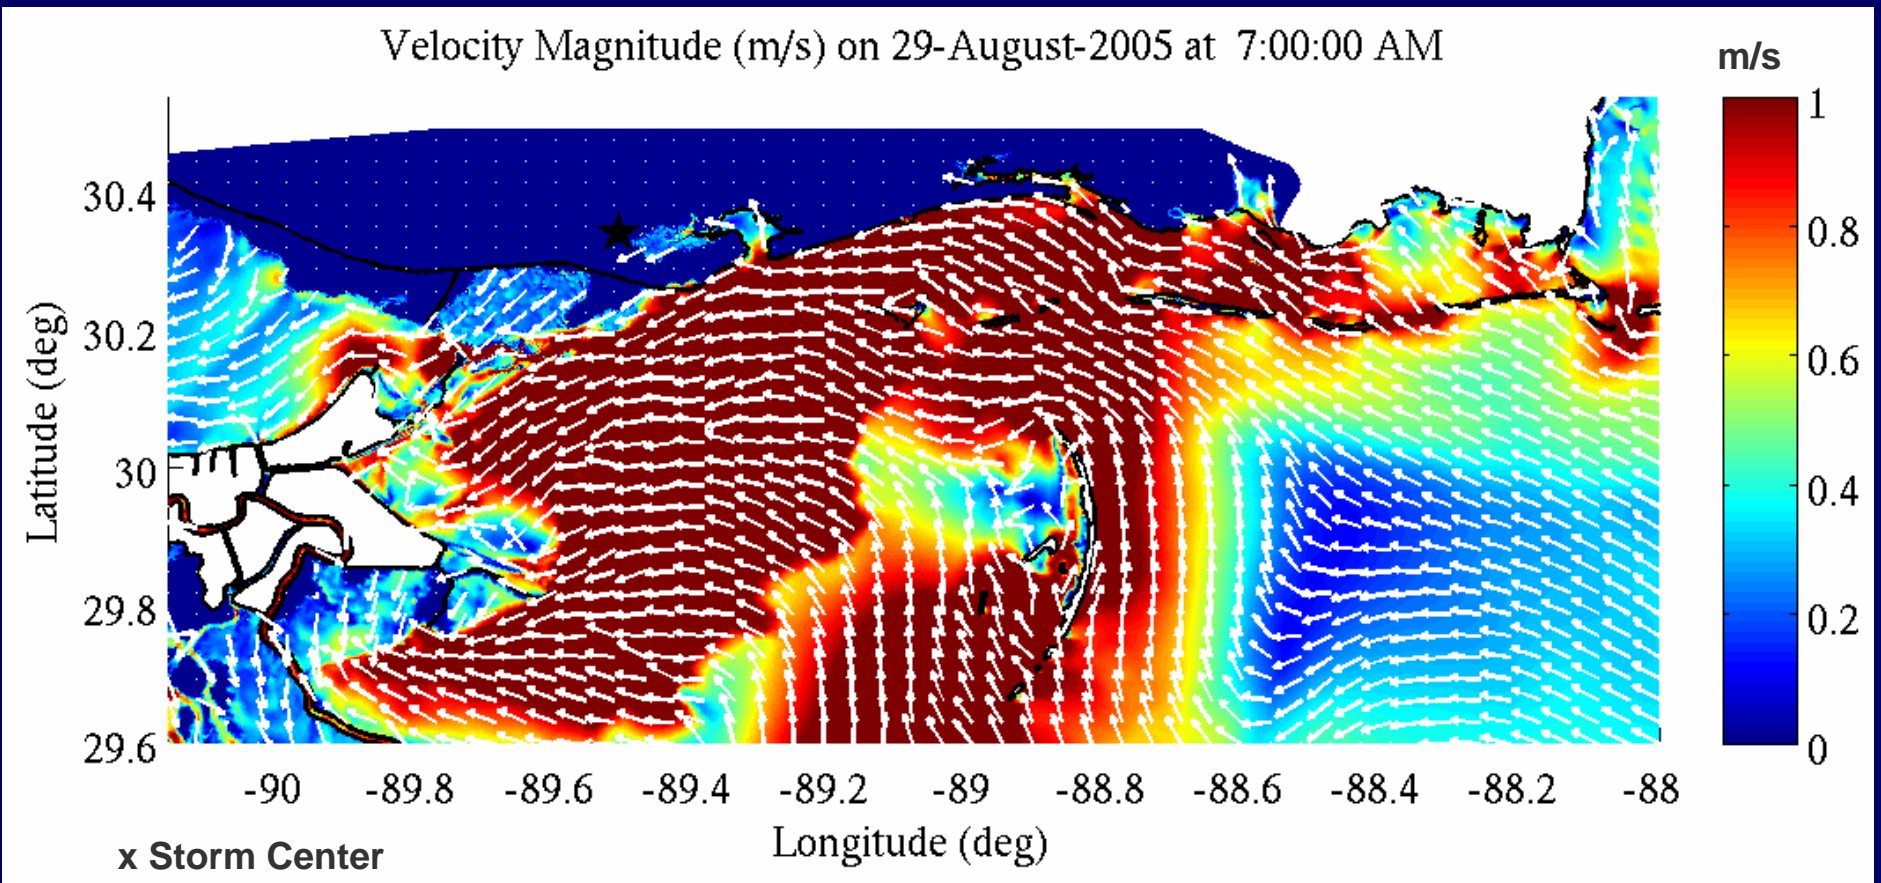 Velocity Magnitude (m/s) on 29-August-2005 at 7:00:00 AM
m/s
1
0.8
0.6
0.4
0.2
0
Latitude (deg)
30.4
30.2
30
29.8
29.6
-90 -89.8 -89.6 -89.4 -89.2 -89 -88.8 -88.6 -88.4 -88.2 -88
Longitude (deg)
x Storm Center